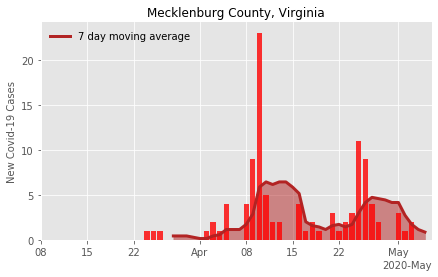 Mecklenburg County, Virginia
7 day moving average
New Covid-19 Cases
20
15
10
5
0
08 15 22 Apr 08 15 22 May
2020-May